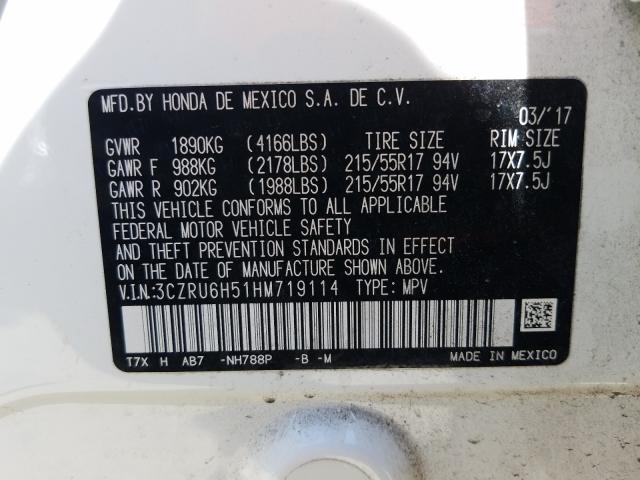 MFD.BY HONDA DE MEXICO S.A. DE C.V.
03/'17
GVWR 1890KG (4166LBS) TIRE SIZE RIM SIZE
GAWR F 988KG (2178LBS) 215/55R17 94V 17X7.5J
GAWR R 902KG (1988LBS) 215/55R17 94V 17X7.5J
THIS VEHICLE CONFORMS TO ALL APPLICABLE
FEDERAL MOTOR VEHICLE SAFETY
AND THEFT PREVENTION STANDARDS IN EFFECT
ON THE DATE OF MANUFACTURE SHOWN ABOVE.
V.I.N.:3CZRU6H51HM719114 TYPE: MPV
T7X H AB7 -NH788P -B -M MADE IN MEXICO